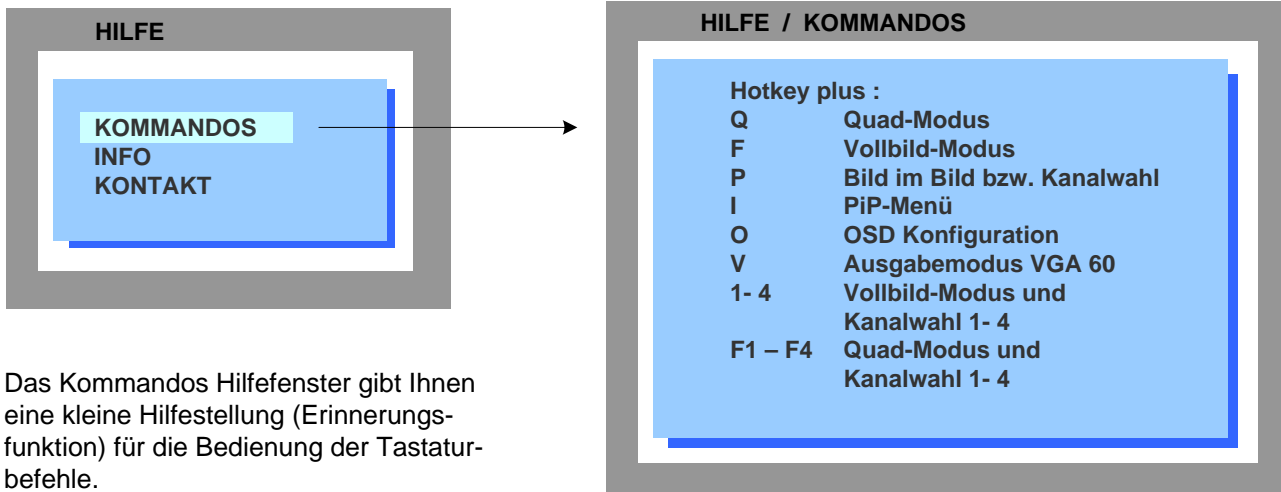 HILFE
KOMMANDOS
INFO
KONTAKT
Das Kommandos Hilfefenster gibt Ihnen
eine kleine Hilfestellung (Erinnerungs-
funktion) für die Bedienung der Tastatur-
befehle.
HILFE / KOMMANDOS
Hotkey plus :
Q Quad-Modus
F Vollbild-Modus
P Bild im Bild bzw. Kanalwahl
I PiP-Menü
O OSD Konfiguration
V Ausgabemodus VGA 60
1- 4 Vollbild-Modus und
Kanalwahl 1- 4
F1 – F4 Quad-Modus und
Kanalwahl 1- 4